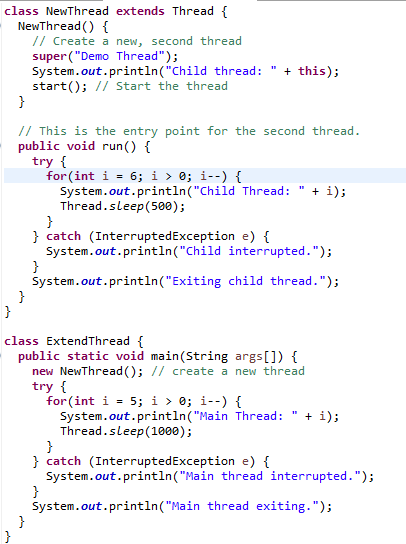 class NewThread extends Thread {
  NewThread() {
    // Create a new, second thread
    super("Demo Thread");
    System.out.println("Child thread: " + this);
    start(); // Start the thread
  }

  // This is the entry point for the second thread.
  public void run() {
    try {
      for(int i = 6; i > 0; i--) {
        System.out.println("Child Thread: " + i);
        Thread.sleep(500);
      }
    } catch (InterruptedException e) {
      System.out.println("Child interrupted.");
    }
    System.out.println("Exiting child thread.");
  }
}

class ExtendThread {
  public static void main(String args[]) {
    new NewThread(); // create a new thread
    try {
      for(int i = 5; i > 0; i--) {
        System.out.println("Main Thread: " + i);
        Thread.sleep(1000);
      }
    } catch (InterruptedException e) {
      System.out.println("Main thread interrupted.");
    }
    System.out.println("Main thread exiting.");
  }
}